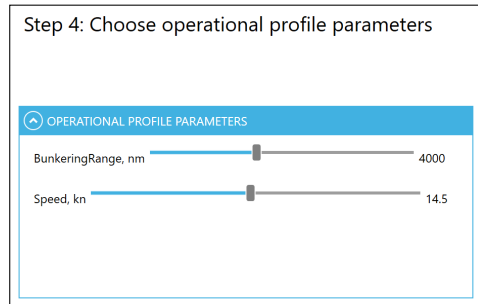 Step 4: Choose operational profile parameters
OPERATIONAL PROFILE PARAMETERS
BunkeringRange, nm 4000
Speed, kn 14.5